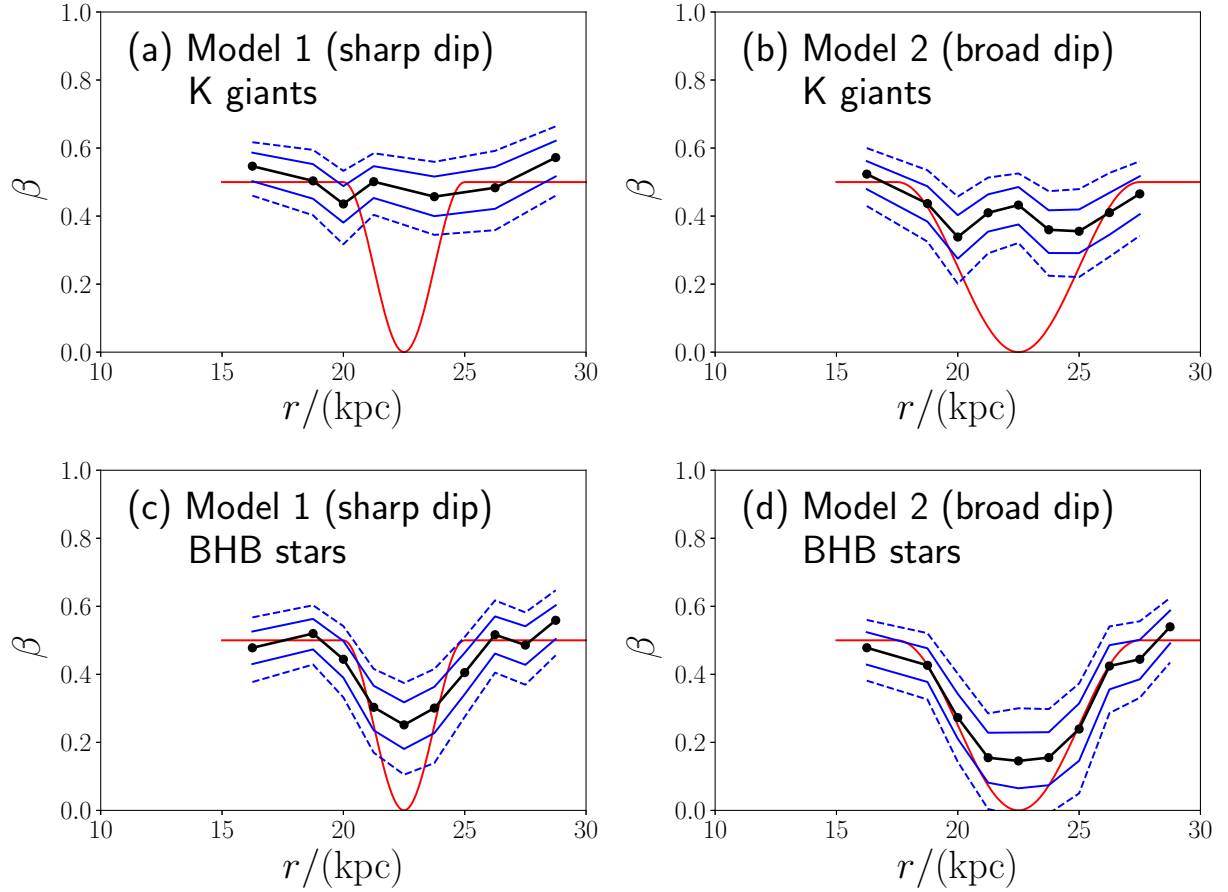 (a) Model 1 (sharp dip)
K giants
1.0
0.8
0.6
0.4
0.2
0.0
β
10 15 20 25 30
r/(kpc)
(b) Model 2 (broad dip)
K giants
1.0
0.8
0.6
0.4
0.2
0.0
β
10 15 20 25 30
r/(kpc)
(c) Model 1 (sharp dip)
BHB stars
1.0
0.8
0.6
0.4
0.2
0.0
β
10 15 20 25 30
r/(kpc)
(d) Model 2 (broad dip)
BHB stars
1.0
0.8
0.6
0.4
0.2
0.0
β
10 15 20 25 30
r/(kpc)